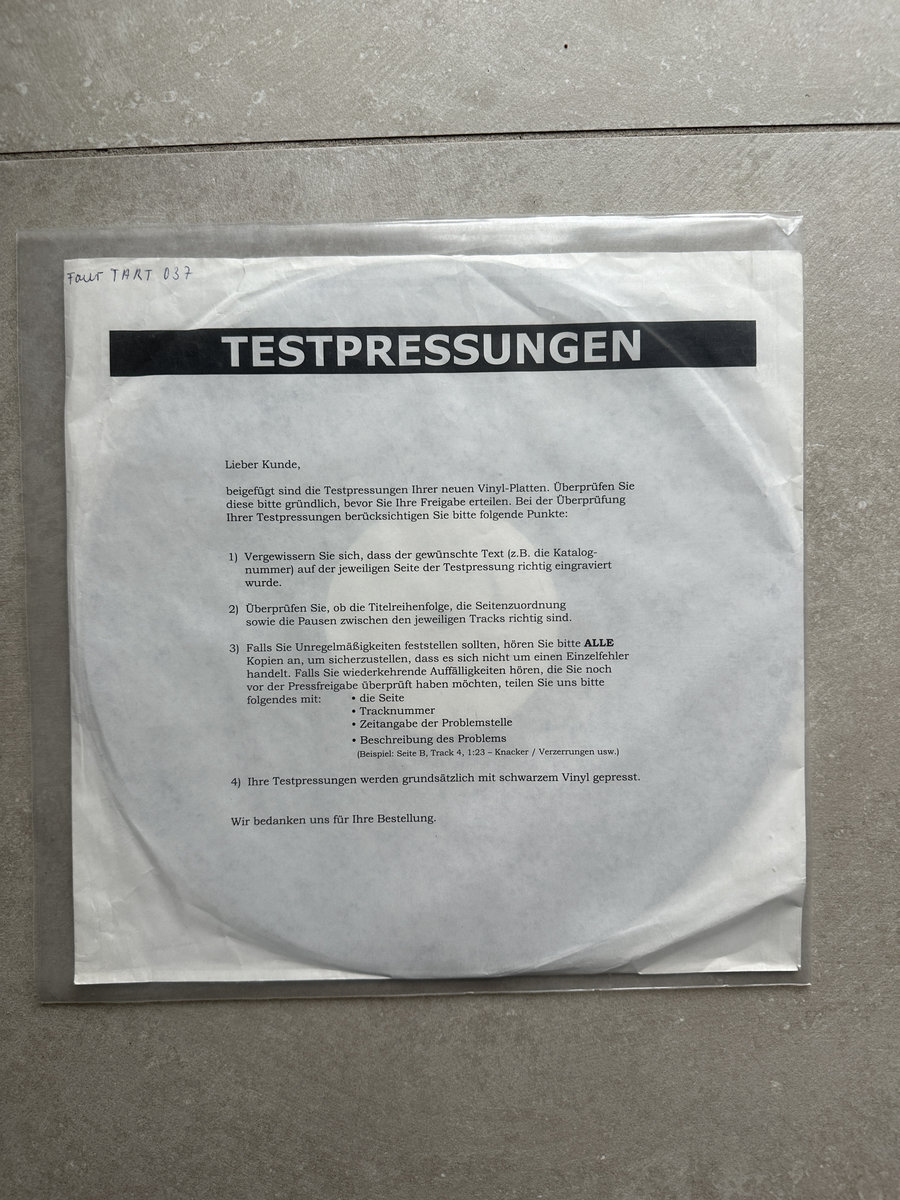 Four TART 037
TESTPRESSUNGEN
Lieber Kunde,
beigefügt sind die Testpressungen Ihrer neuen Vinyl-Platten. Überprüfen Sie
diese bitte gründlich, bevor Sie Ihre Freigabe erteilen. Bei der Überprüfung
Ihrer Testpressungen berücksichtigen Sie bitte folgende Punkte:
1) Vergewissern Sie sich, dass der gewünschte Text (z.B. die Katalog-
nummer) auf der jeweiligen Seite der Testpressung richtig eingraviert
wurde.
2) Überprüfen Sie, ob die Titelreihenfolge, die Seitenzuordnung
sowie die Pausen zwischen den jeweiligen Tracks richtig sind.
3) Falls Sie Unregelmäßigkeiten feststellen sollten, hören Sie bitte ALLE
Kopien an, um sicherzustellen, dass es sich nicht um einen Einzelfehler
handelt. Falls Sie wiederkehrende Auffälligkeiten hören, die Sie noch
vor der Pressfreigabe überprüft haben möchten, teilen Sie uns bitte
folgendes mit: • die Seite
• Tracknummer
• Zeitangabe der Problemstelle
• Beschreibung des Problems
(Beispiel: Seite B, Track 4, 1:23 – Knacker / Verzerrungen usw.)
4) Ihre Testpressungen werden grundsätzlich mit schwarzem Vinyl gepresst.
Wir bedanken uns für Ihre Bestellung.